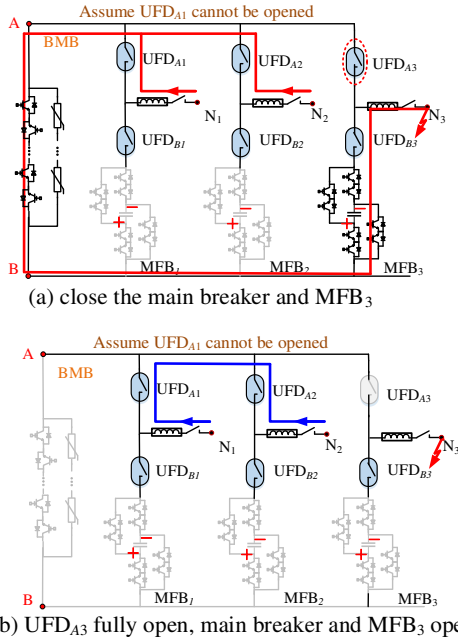 Assume UFDA1 cannot be opened
A
BMB
UFDA1
UFDA2
UFDA3
N1
N2
N3
UFDB1
UFDB2
UFDB3
B
MFB1
MFB2
MFB3
(a) close the main breaker and MFB3
Assume UFDA1 cannot be opened
A
BMB
UFDA1
UFDA2
UFDA3
N1
N2
N3
UFDB1
UFDB2
UFDB3
B
MFB1
MFB2
MFB3
b) UFDA3 fully open, main breaker and MFB3 ope